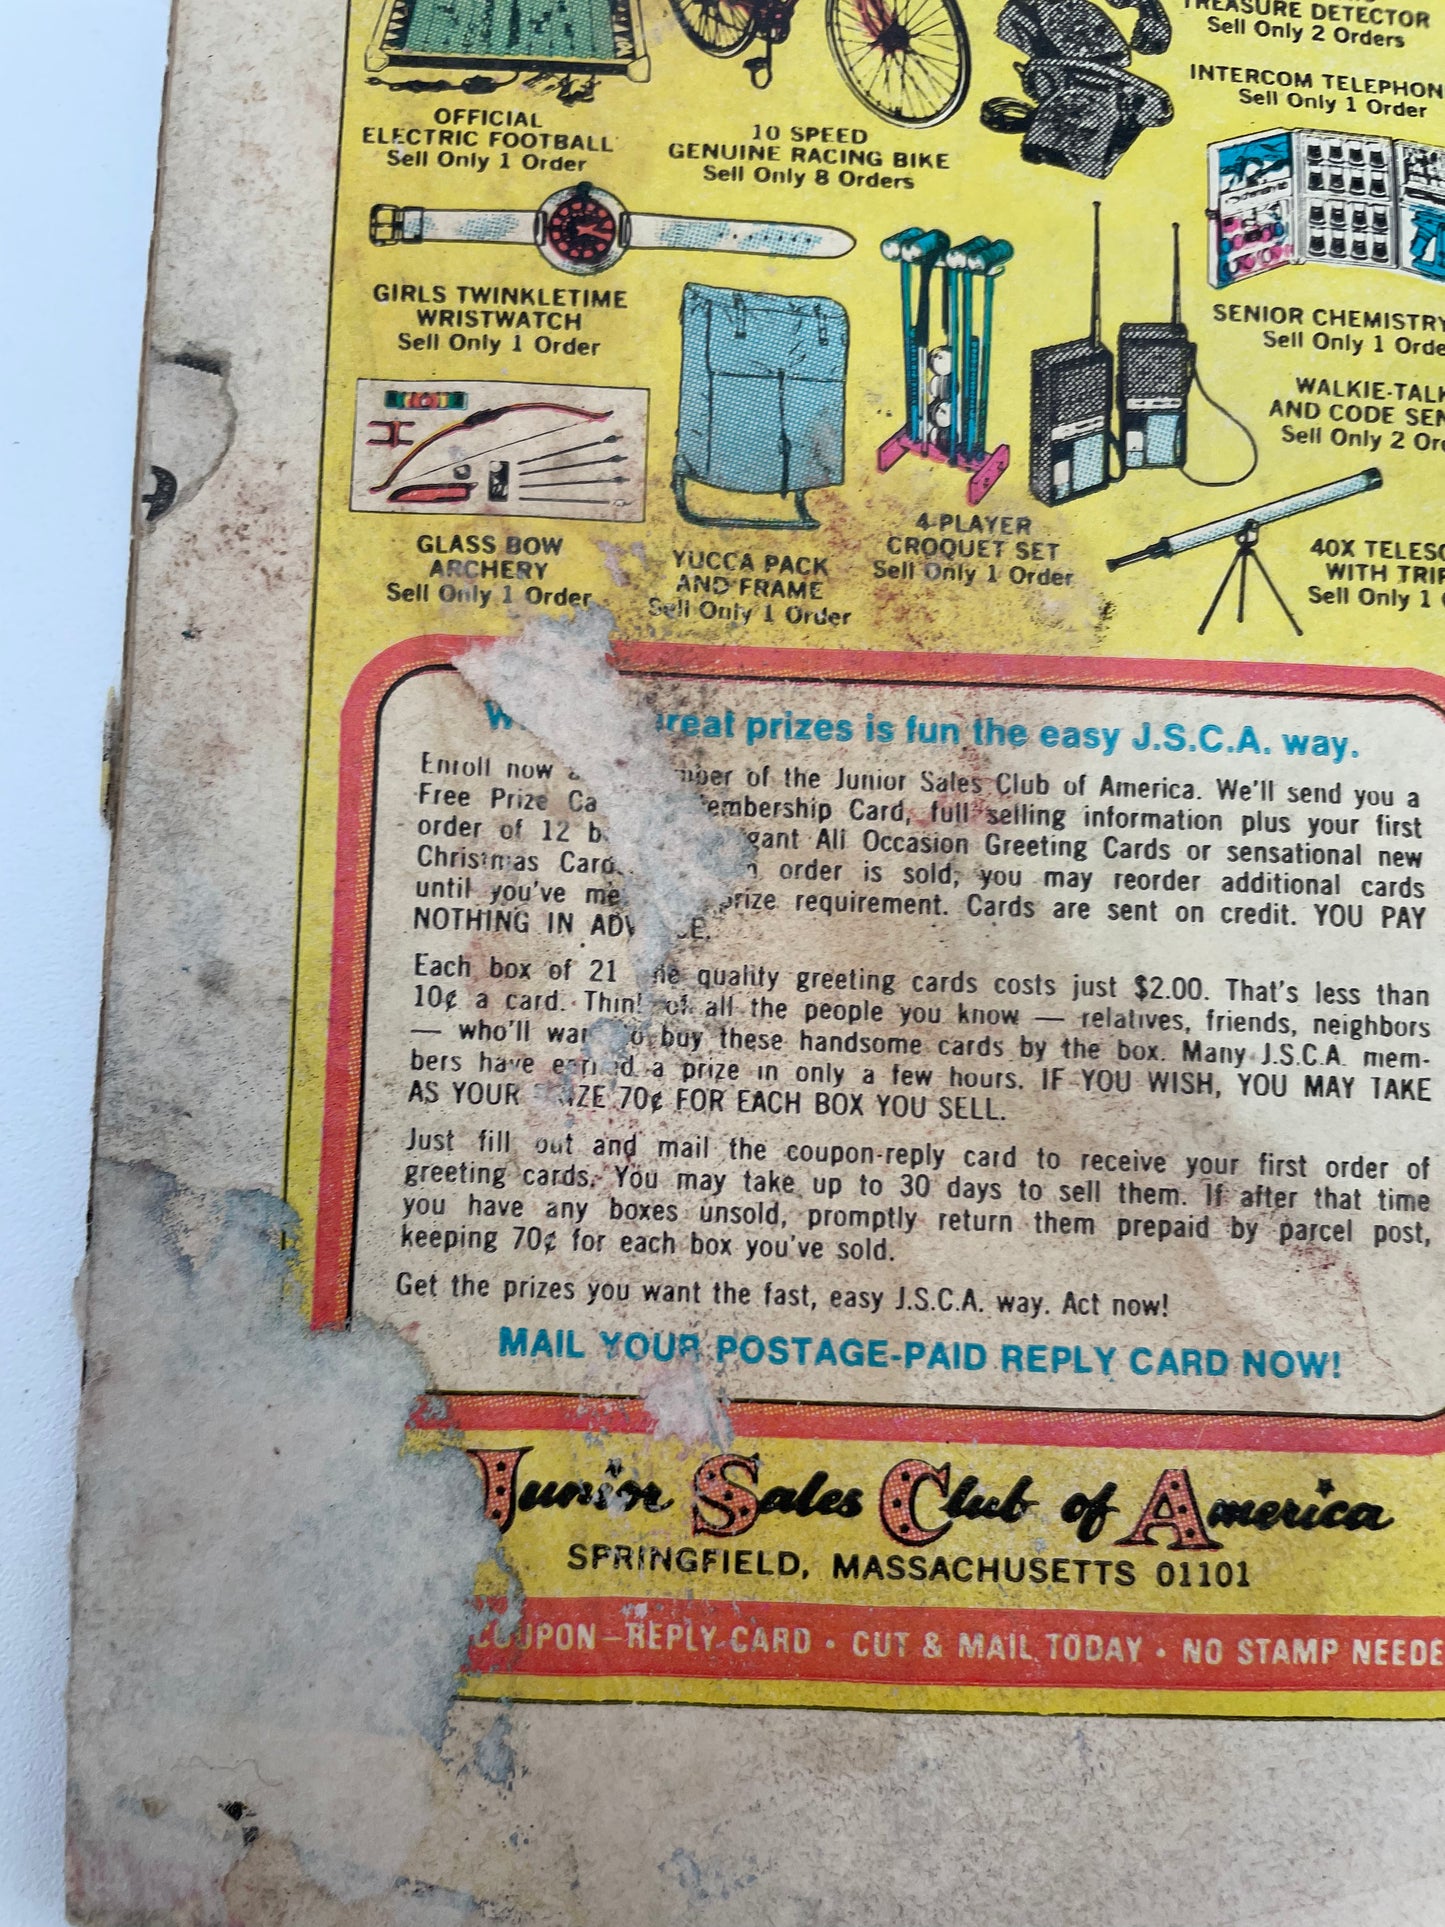 TREASURE DETECTOR
Sell Only 2 Orders
INTERCOM TELEPHON
Sell Only 1 Order
OFFICIAL
ELECTRIC FOOTBALL
Sell Only 1 Order
10 SPEED
GENUINE RACING BIKE
Sell Only 8 Orders
GIRLS TWINKLETIME
WRISTWATCH
Sell Only 1 Order
SENIOR CHEMISTRY
Sell Only 1 Orde
WALKIE-TALK
AND CODE SEN
Sell Only 2 Or
GLASS BOW
ARCHERY
Sell Only 1 Order
YUCCA PACK
AND FRAME
Sell Only 1 Order
4-PLAYER
CROQUET SET
Sell Only 1 Order
40X TELESC
WITH TRIP
Sell Only 1
great prizes is fun the easy J.S.C.A. way.
Enroll now mber of the Junior Sales Club of America. We'll send you a
Free Prize Ca embership Card, full selling information plus your first
order of 12 b gant All Occasion Greeting Cards or sensational new
Christmas Card order is sold, you may reorder additional cards
until you've me prize requirement. Cards are sent on credit. YOU PAY
NOTHING IN ADV CE.
Each box of 21 quality greeting cards costs just $2.00. That's less than
10¢ a card. Think of all the people you know — relatives, friends, neighbors
— who'll want to buy these handsome cards by the box. Many J.S.C.A. mem-
bers have earned a prize in only a few hours. IF YOU WISH, YOU MAY TAKE
AS YOUR PRIZE 70¢ FOR EACH BOX YOU SELL.
Just fill out and mail the coupon-reply card to receive your first order of
greeting cards. You may take up to 30 days to sell them. If after that time
you have any boxes unsold, promptly return them prepaid by parcel post,
keeping 70¢ for each box you've sold.
Get the prizes you want the fast, easy J.S.C.A. way. Act now!
MAIL YOUR POSTAGE-PAID REPLY CARD NOW!
Junior Sales Club of America
SPRINGFIELD, MASSACHUSETTS 01101
COUPON–REPLY CARD • CUT & MAIL TODAY • NO STAMP NEEDE